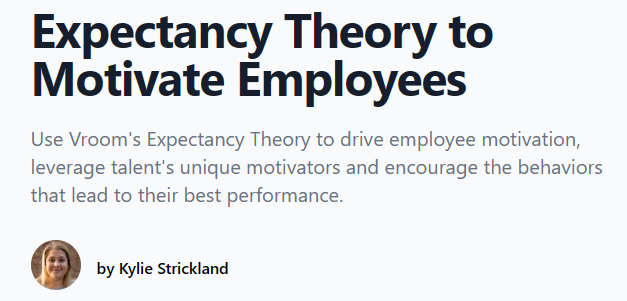 Expectancy Theory to
Motivate Employees
Use Vroom's Expectancy Theory to drive employee motivation,
leverage talent's unique motivators and encourage the behaviors
that lead to their best performance.
by Kylie Strickland